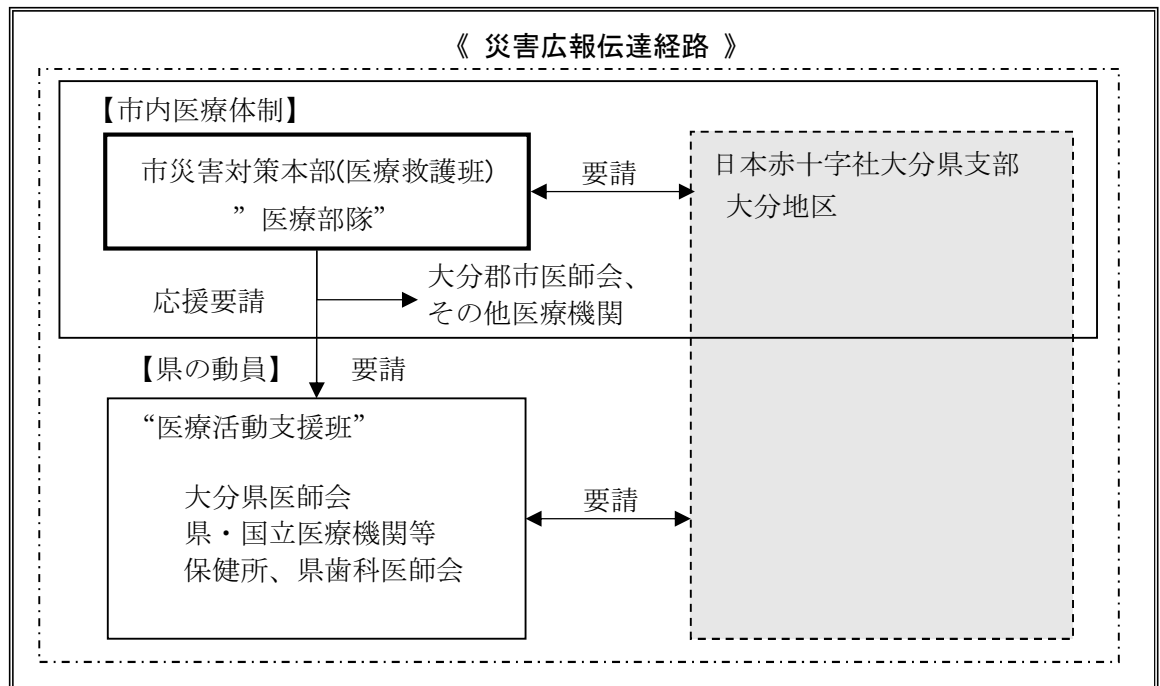 《 災害広報伝達経路 》
【市内医療体制】
市災害対策本部(医療救護班)
”医療部隊”
要請
日本赤十字社大分県支部
大分地区
応援要請
大分郡市医師会、
その他医療機関
【県の動員】
要請
“医療活動支援班”
大分県医師会
県・国立医療機関等
保健所、県歯科医師会
要請